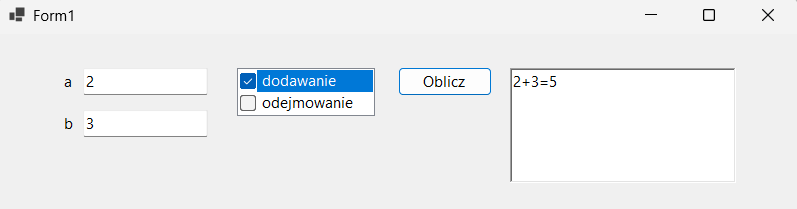 Form1
a 2
b 3
dodawanie
odejmowanie
Oblicz
2+3=5